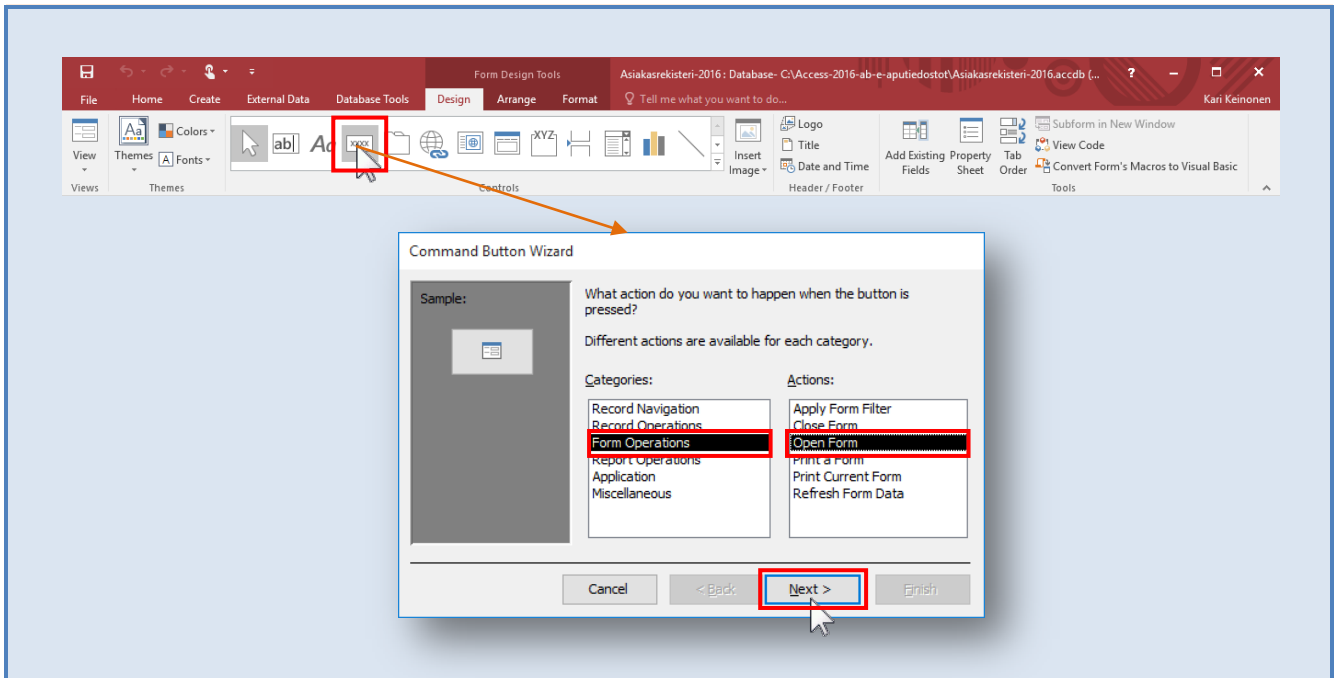 Form Design Tools
Asiakasrekisteri-2016 : Database- C:\Access-2016-ab-e-aputiedostot\Asiakasrekisteri-2016.accdb (...
?
File Home Create External Data Database Tools Design Arrange Format Tell me what you want to do... Kari Keinonen
View
Views
Aa
Themes
Colors
A Fonts
Themes
ab|
xxxx
XYZ
Controls
Insert
Image
Logo
Title
Date and Time
Header / Footer
Add Existing
Fields
Property
Sheet
Tab
Order
Subform in New Window
View Code
Convert Form's Macros to Visual Basic
Tools
Command Button Wizard
Sample:
What action do you want to happen when the button is
pressed?
Different actions are available for each category.
Categories:
Record Navigation
Record Operations
Form Operations
Report Operations
Application
Miscellaneous
Actions:
Apply Form Filter
Close Form
Open Form
Print a Form
Print Current Form
Refresh Form Data
Cancel
< Back
Next >
Finish